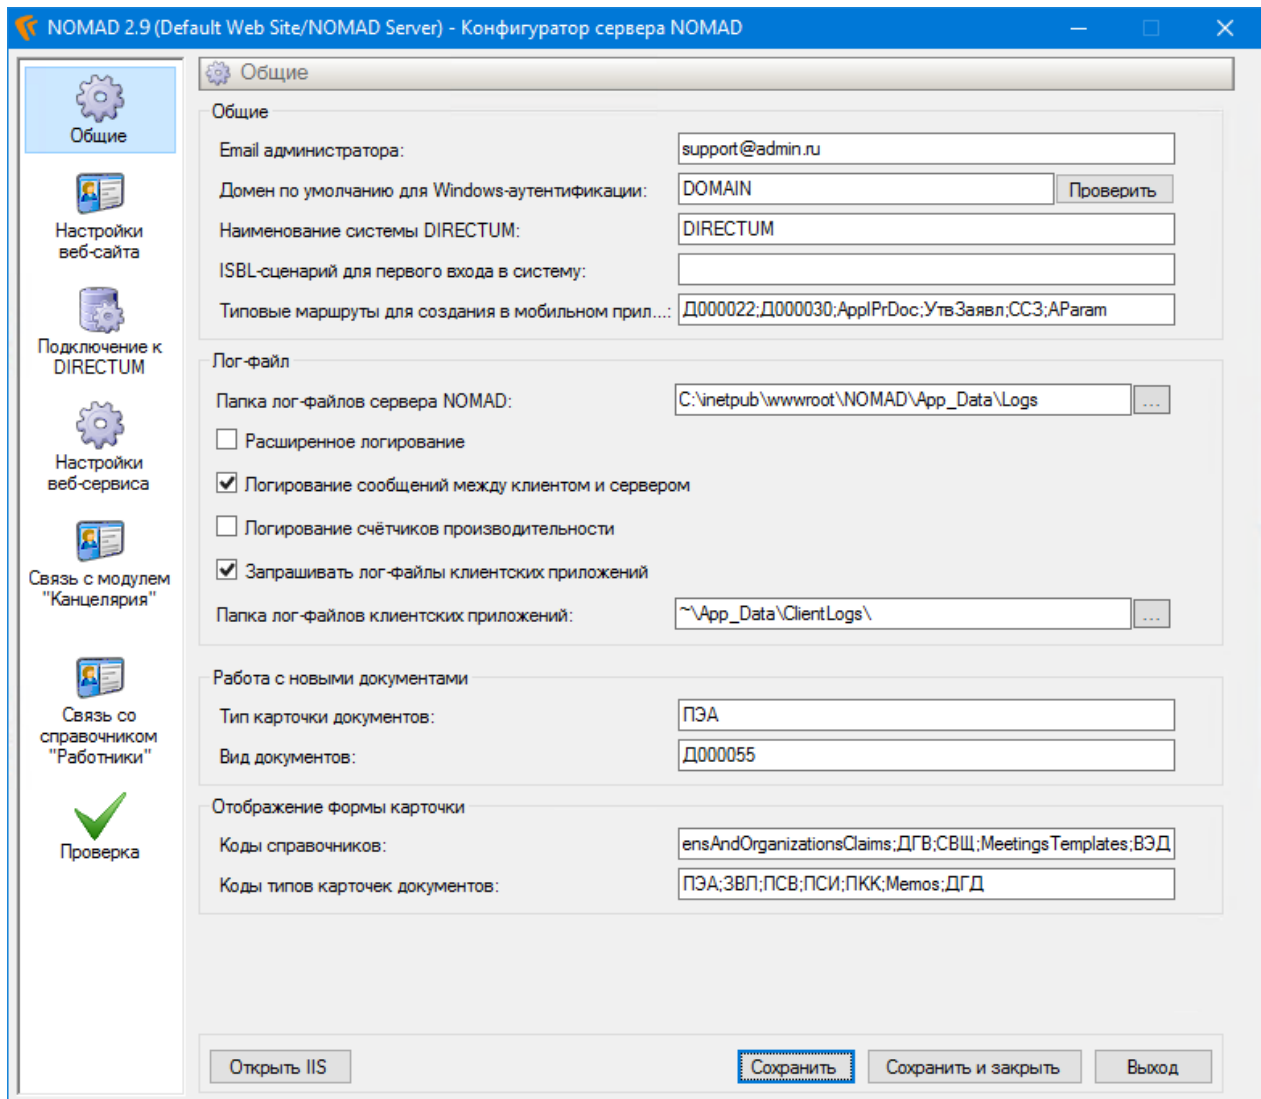 NOMAD 2.9 (Default Web Site/NOMAD Server) - Конфигуратор сервера NOMAD
Общие
Настройки
веб-сайта
Подключение к
DIRECTUM
Настройки
веб-сервиса
Связь с модулем
"Канцелярия"
Связь со
справочником
"Работники"
Проверка
Общие
Общие
Email администратора: support@admin.ru
Домен по умолчанию для Windows-аутентификации: DOMAIN Проверить
Наименование системы DIRECTUM: DIRECTUM
ISBL-сценарий для первого входа в систему:
Типовые маршруты для создания в мобильном прил...: Д000022;Д000030;ApplPrDoc;УтвЗаявл;ССЗ;AParam
Лог-файл
Папка лог-файлов сервера NOMAD: C:\inetpub\wwwroot\NOMAD\App_Data\Logs ...
Расширенное логирование
Логирование сообщений между клиентом и сервером
Логирование счётчиков производительности
Запрашивать лог-файлы клиентских приложений
Папка лог-файлов клиентских приложений: ~\App_Data\ClientLogs\ ...
Работа с новыми документами
Тип карточки документов: ПЭА
Вид документов: Д000055
Отображение формы карточки
Коды справочников: ensAndOrganizationsClaims;ДГВ;СВЩ;MeetingsTemplates;ВЭД
Коды типов карточек документов: ПЭА;ЗВЛ;ПСВ;ПСИ;ПКК;Memos;ДГД
Открыть IIS Сохранить Сохранить и закрыть Выход